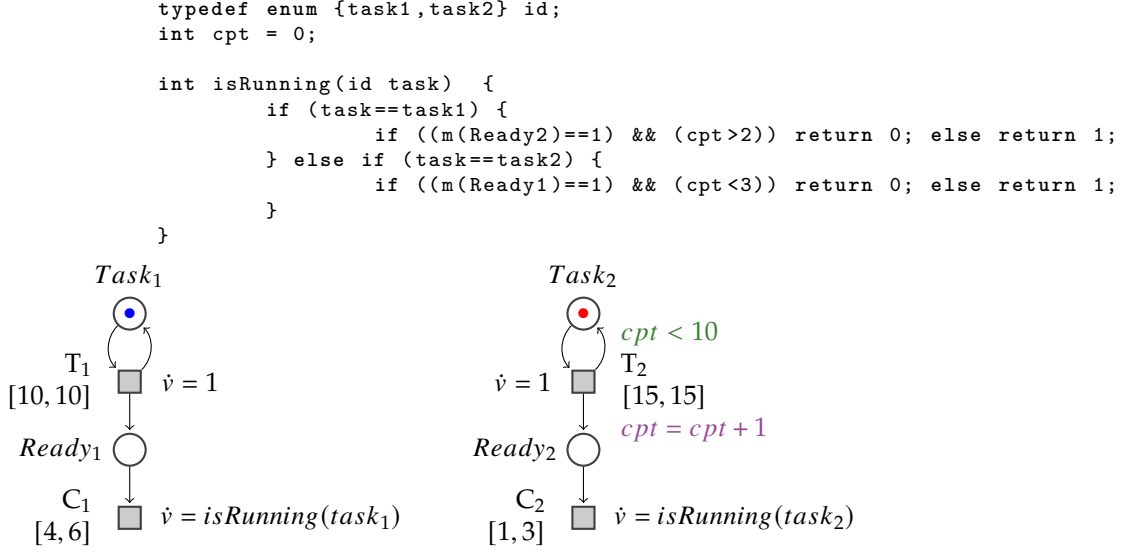 typedef enum {task1,task2} id;
int cpt = 0;
int isRunning(id task)  {
if (task==task1) {
if ((m(Ready2)==1) && (cpt>2)) return 0; else return 1;
} else if (task==task2) {
if ((m(Ready1)==1) && (cpt<3)) return 0; else return 1;
}
}
Task₁ Task₂
cpt < 10
T₁ T₂
[10, 10] v̇ = 1 v̇ = 1 [15, 15]
cpt = cpt + 1
Ready₁ Ready₂
C₁ C₂
[4, 6] v̇ = isRunning(task₁) [1, 3] v̇ = isRunning(task₂)